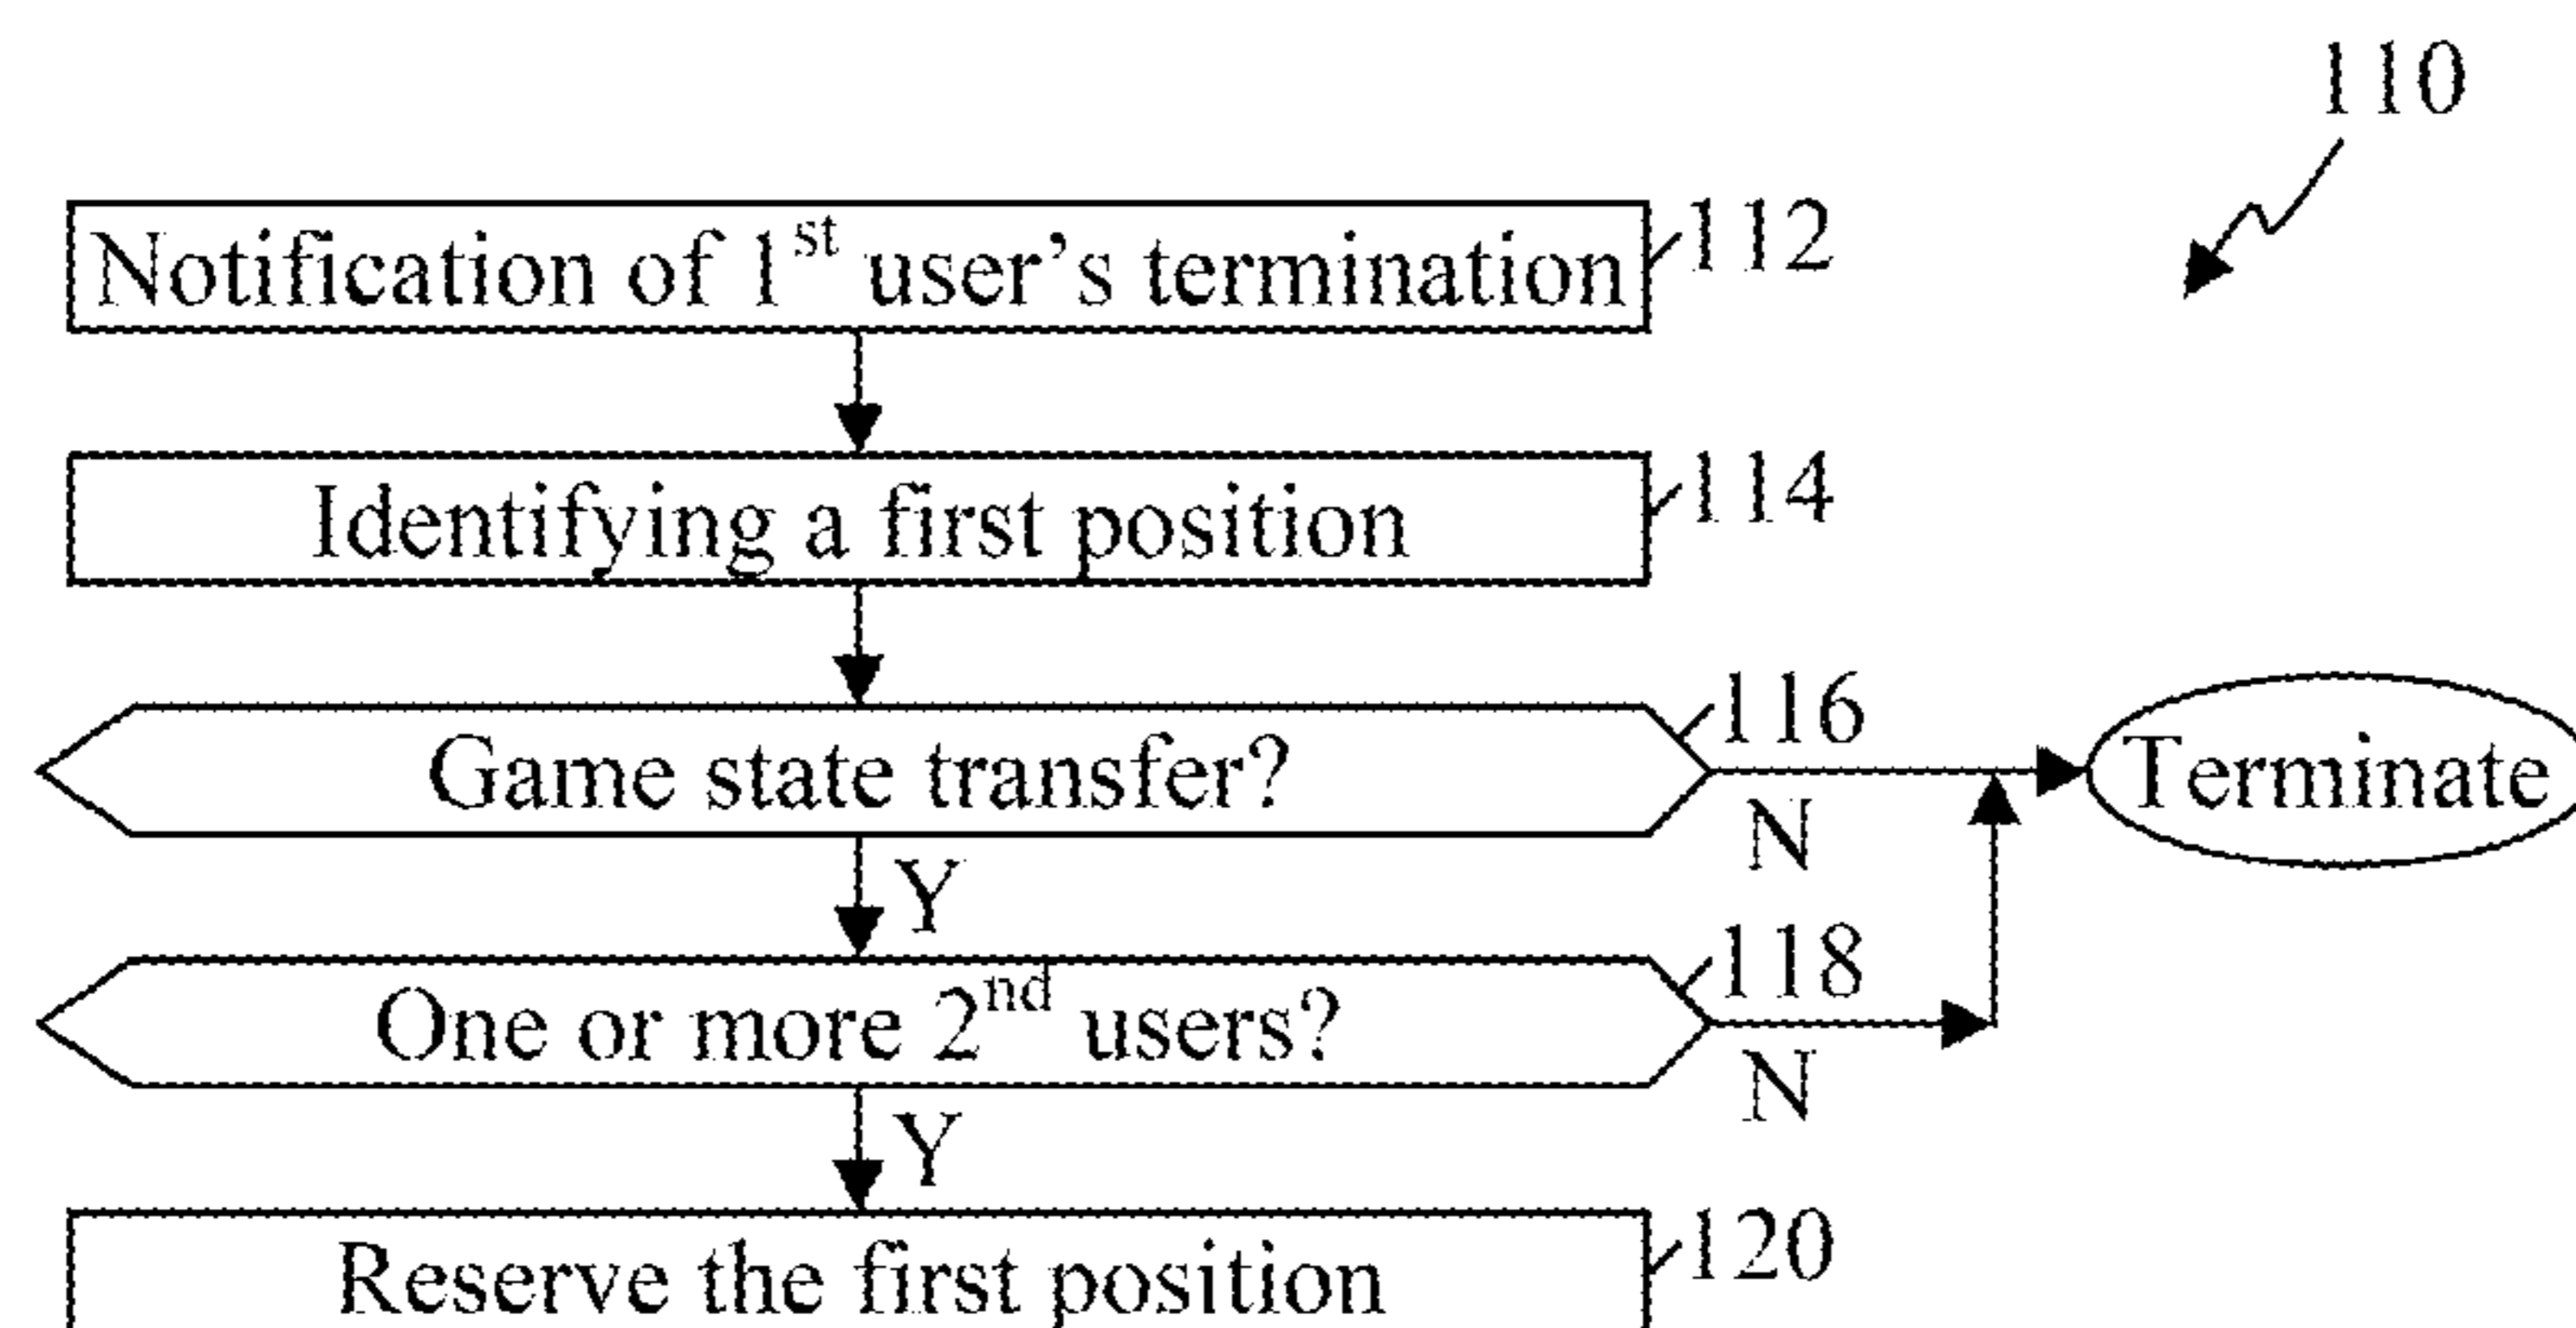 110
Notification of 1st user's termination 112
Identifying a first position 114
Game state transfer? 116
N
Terminate
Y
One or more 2nd users? 118
N
Y
Reserve the first position 120